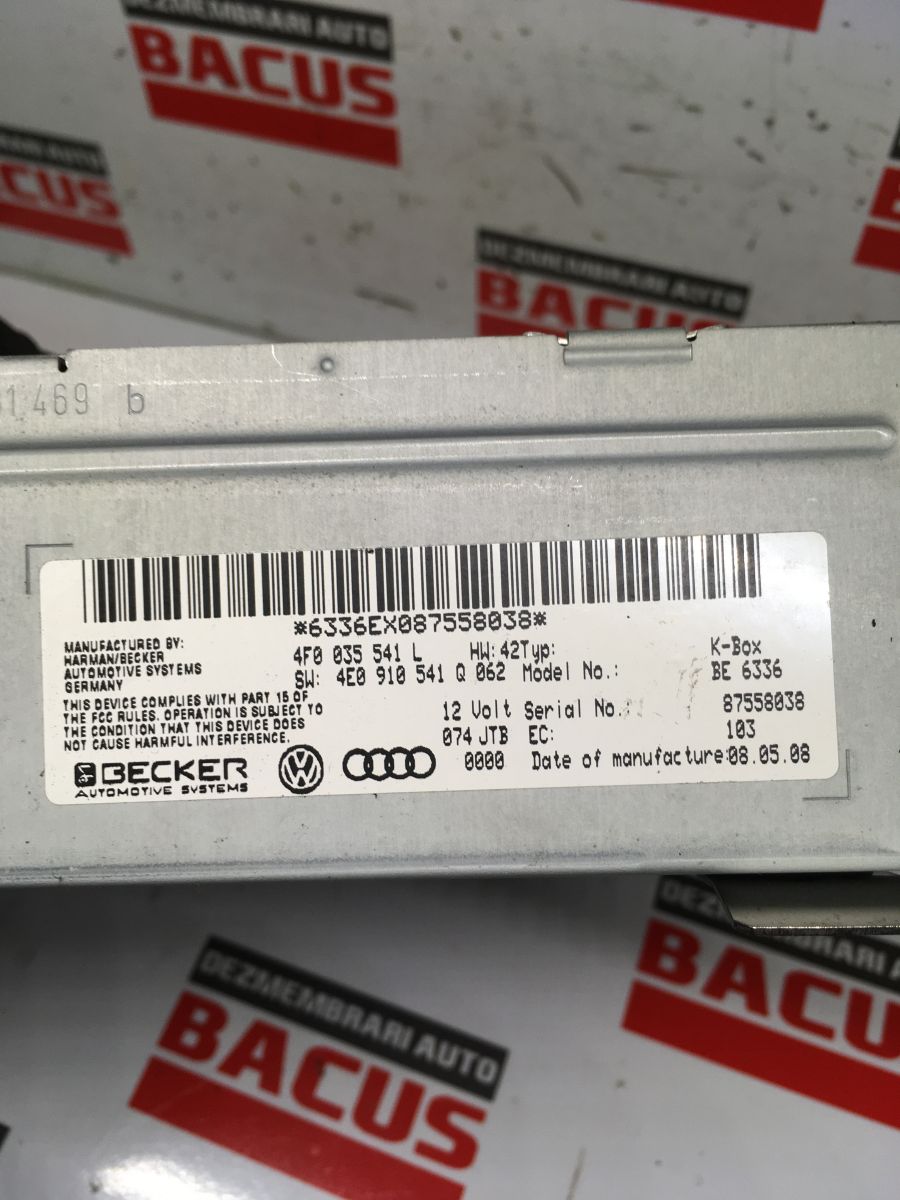 DEZMEMBRARI AUTO
BACUS
AUTO
BACUS
DEZMEMBRARI AUTO
BACUS
469 b
*6336EX087558038*
MANUFACTURED BY:
HARMAN/BECKER
AUTOMOTIVE SYSTEMS
GERMANY
THIS DEVICE COMPLIES WITH PART 15 OF
THE FCC RULES. OPERATION IS SUBJECT TO
THE CONDITION THAT THIS DEVICE DOES
NOT CAUSE HARMFUL INTERFERENCE.
BECKER
AUTOMOTIVE SYSTEMS
4F0 035 541 L HW:42 Typ: K-Box
SW: 4E0 910 541 Q 062 Model No.: BE 6336
12 Volt Serial No.: 87558038
074 JTB EC: 103
0000 Date of manufacture:08.05.08
DEZMEMBRARI AUTO
BACUS
BACUS